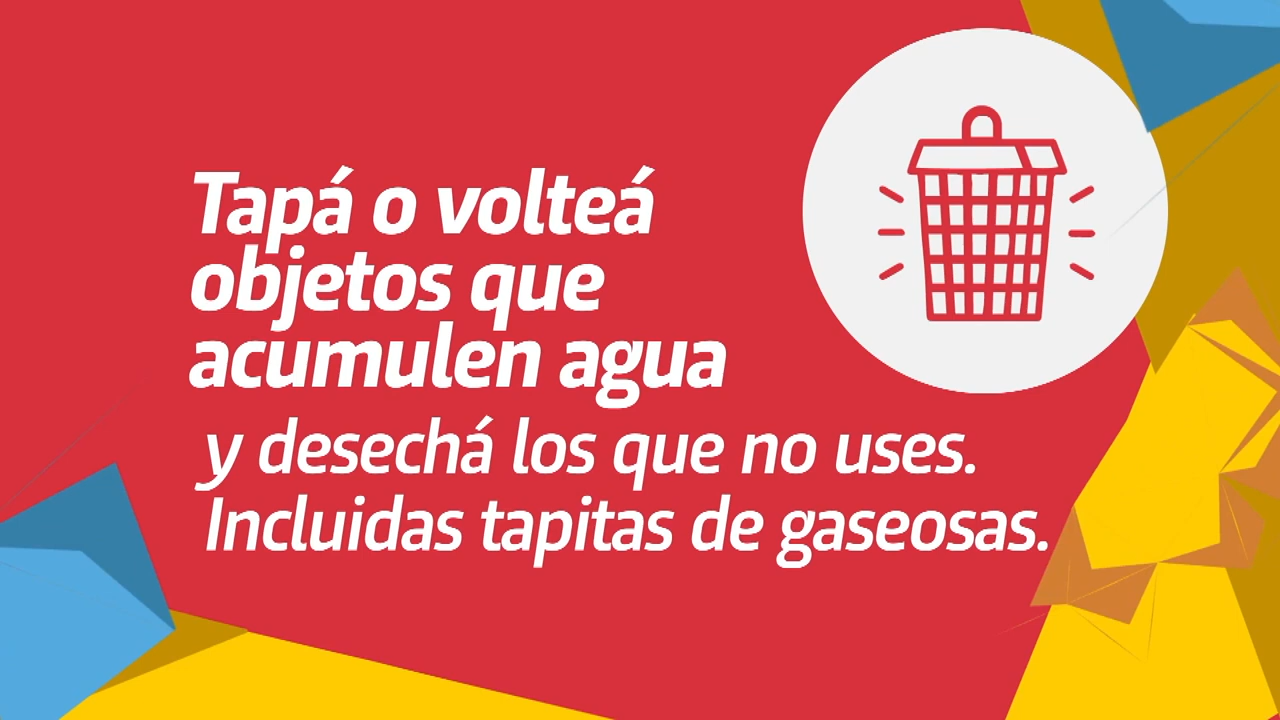 Tapá o volteá
objetos que
acumulen agua
y desechá los que no uses.
Incluidas tapitas de gaseosas.